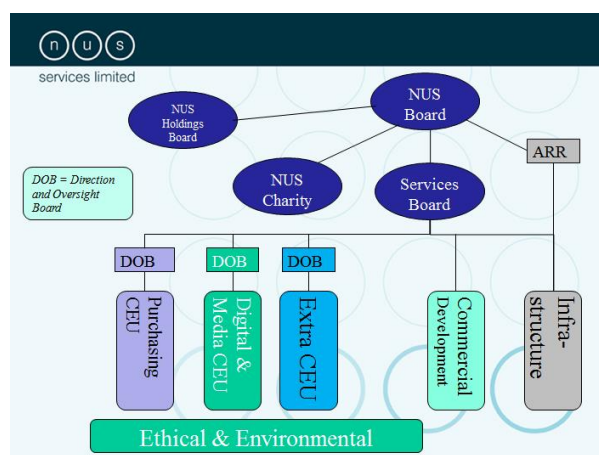 nus
services limited
NUS
Board
NUS
Holdings
Board
ARR
DOB = Direction
and Oversight
Board
NUS
Charity
Services
Board
DOB
DOB
DOB
Purchasing
CEU
Digital &
Media CEU
Extra CEU
Commercial
Development
Infra-
structure
Ethical & Environmental